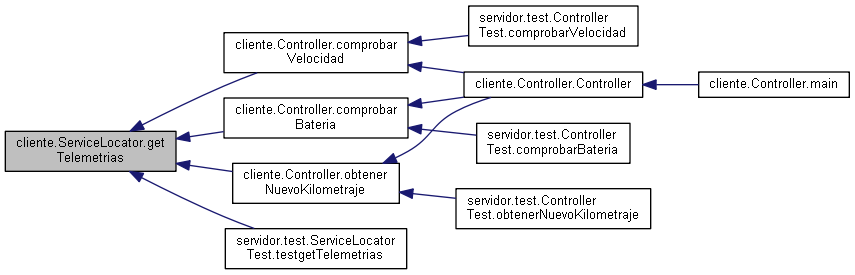 cliente.ServiceLocator.get
Telemetrias
cliente.Controller.comprobar
Velocidad
cliente.Controller.comprobar
Bateria
cliente.Controller.obtener
NuevoKilometraje
servidor.test.ServiceLocator
Test.testgetTelemetrias
servidor.test.Controller
Test.comprobarVelocidad
cliente.Controller.Controller
servidor.test.Controller
Test.comprobarBateria
servidor.test.Controller
Test.obtenerNuevoKilometraje
cliente.Controller.main